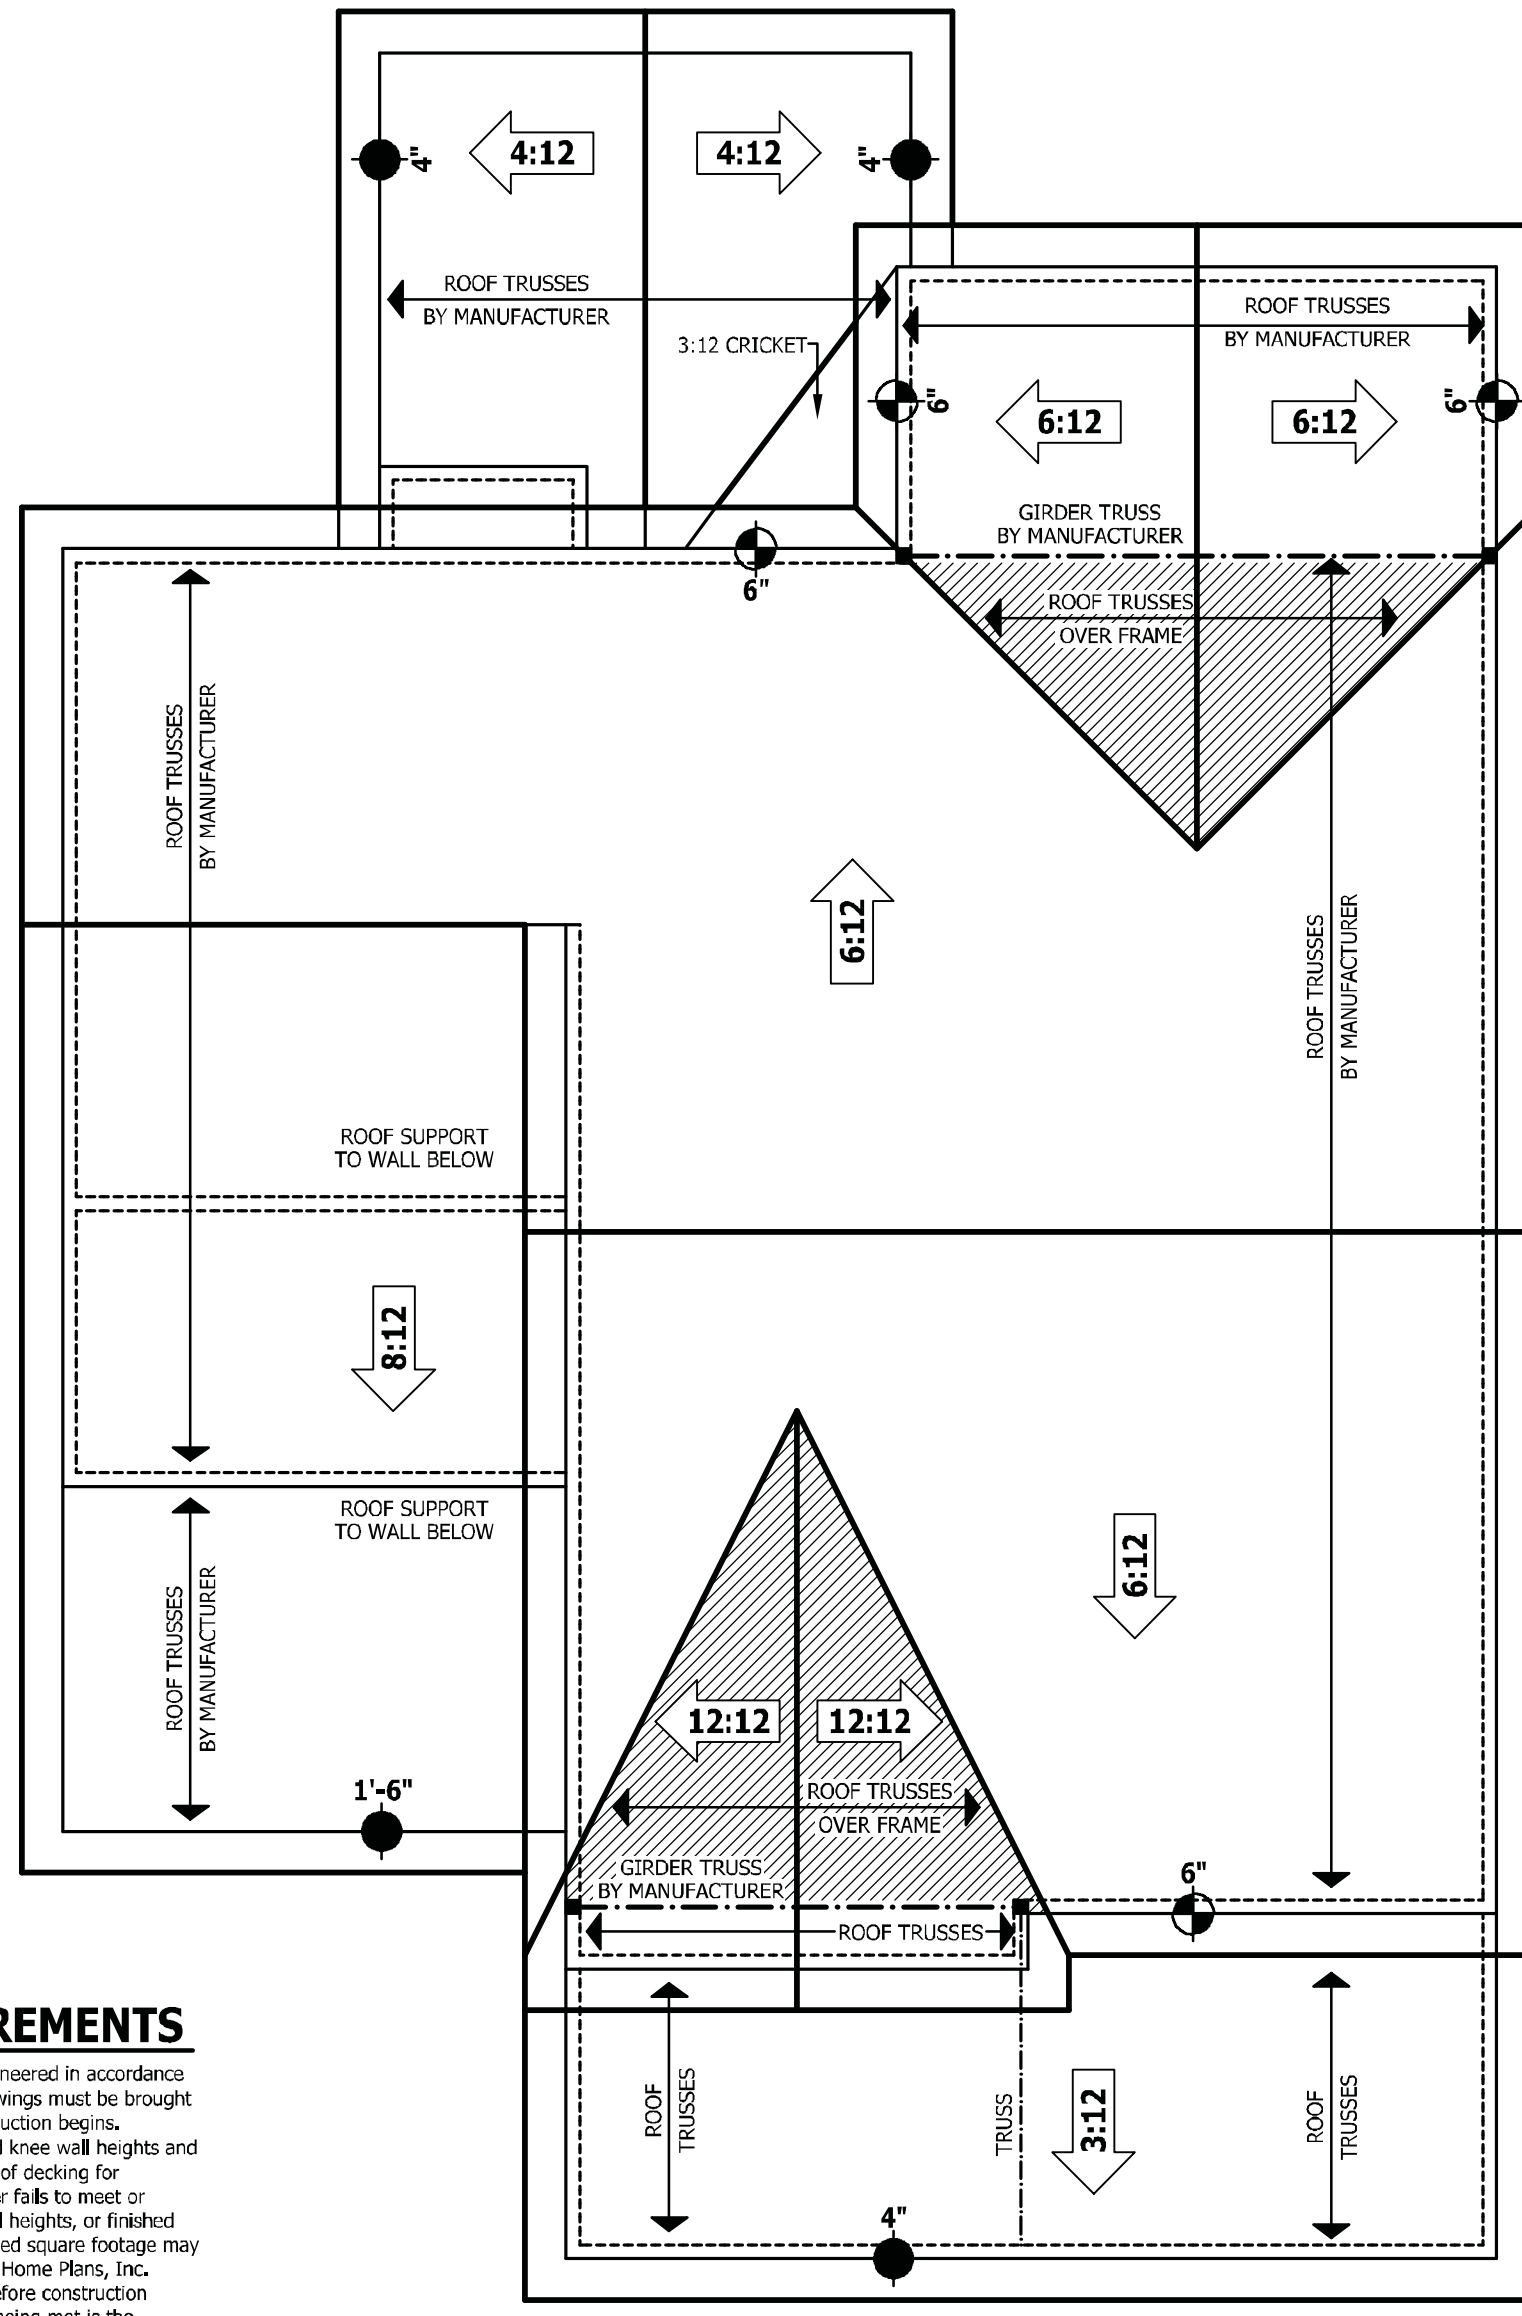 4:12
4:12
4"
4"
ROOF TRUSSES
BY MANUFACTURER
ROOF TRUSSES
BY MANUFACTURER
3:12 CRICKET
6"
6"
6:12
6:12
GIRDER TRUSS
BY MANUFACTURER
6"
ROOF TRUSSES
OVER FRAME
ROOF TRUSSES
BY MANUFACTURER
6:12
ROOF TRUSSES
BY MANUFACTURER
ROOF SUPPORT
TO WALL BELOW
8:12
ROOF SUPPORT
TO WALL BELOW
6:12
ROOF TRUSSES
BY MANUFACTURER
12:12
12:12
1'-6"
ROOF TRUSSES
OVER FRAME
GIRDER TRUSS
BY MANUFACTURER
6"
ROOF TRUSSES
ROOF
TRUSSES
TRUSS
3:12
ROOF
TRUSSES
4"
REMENTS
neered in accordance
wings must be brought
uction begins.
l knee wall heights and
of decking for
r fails to meet or
l heights, or finished
ed square footage may
Home Plans, Inc.
efore construction